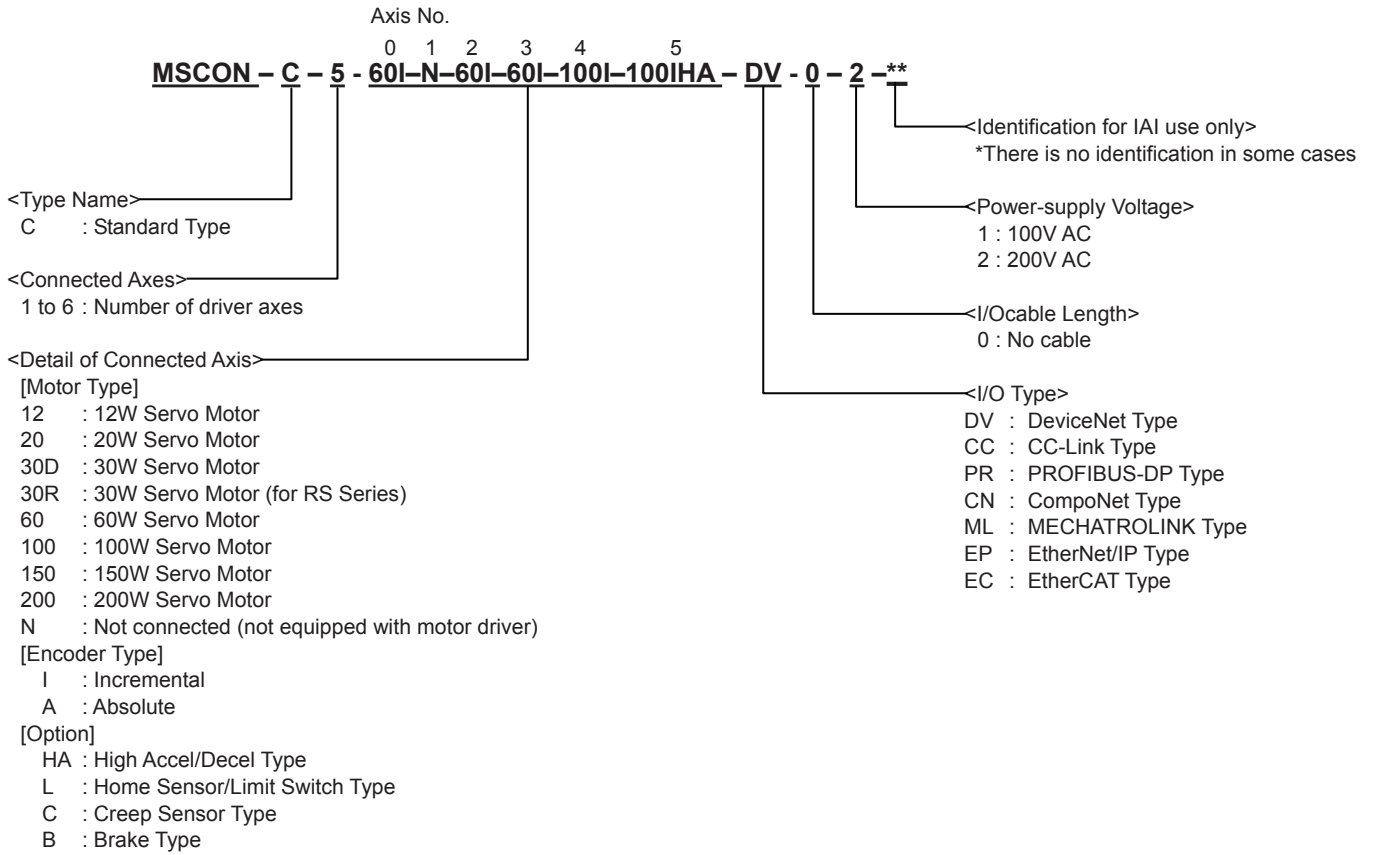 Axis No.
0 1 2 3 4 5
MSCON – C – 5 - 60I–N–60I–60I–100I–100IHA – DV - 0 – 2 –**
<Identification for IAI use only>
*There is no identification in some cases
<Type Name>
C : Standard Type
<Power-supply Voltage>
1 : 100V AC
2 : 200V AC
<Connected Axes>
1 to 6 : Number of driver axes
<I/Ocable Length>
0 : No cable
<Detail of Connected Axis>
[Motor Type]
12 : 12W Servo Motor
20 : 20W Servo Motor
30D : 30W Servo Motor
30R : 30W Servo Motor (for RS Series)
60 : 60W Servo Motor
100 : 100W Servo Motor
150 : 150W Servo Motor
200 : 200W Servo Motor
N : Not connected (not equipped with motor driver)
[Encoder Type]
I : Incremental
A : Absolute
[Option]
HA : High Accel/Decel Type
L : Home Sensor/Limit Switch Type
C : Creep Sensor Type
B : Brake Type
<I/O Type>
DV : DeviceNet Type
CC : CC-Link Type
PR : PROFIBUS-DP Type
CN : CompoNet Type
ML : MECHATROLINK Type
EP : EtherNet/IP Type
EC : EtherCAT Type